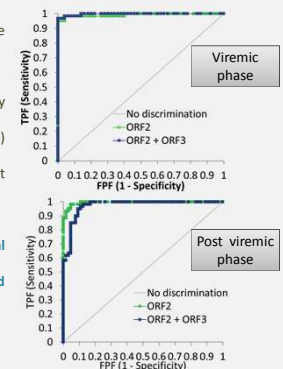 1
0.9
0.8
0.7
0.6
0.5
0.4
0.3
0.2
0.1
0
TPF (Sensitivity)
No discrimination
ORF2
ORF2 + ORF3
0 0.1 0.2 0.3 0.4 0.5 0.6 0.7 0.8 0.9 1
FPF (1 - Specificity)
Viremic
phase
1
0.9
0.8
0.7
0.6
0.5
0.4
0.3
0.2
0.1
0
TPF (Sensitivity)
No discrimination
ORF2
ORF2 + ORF3
0 0.1 0.2 0.3 0.4 0.5 0.6 0.7 0.8 0.9 1
FPF (1 - Specificity)
Post viremic
phase